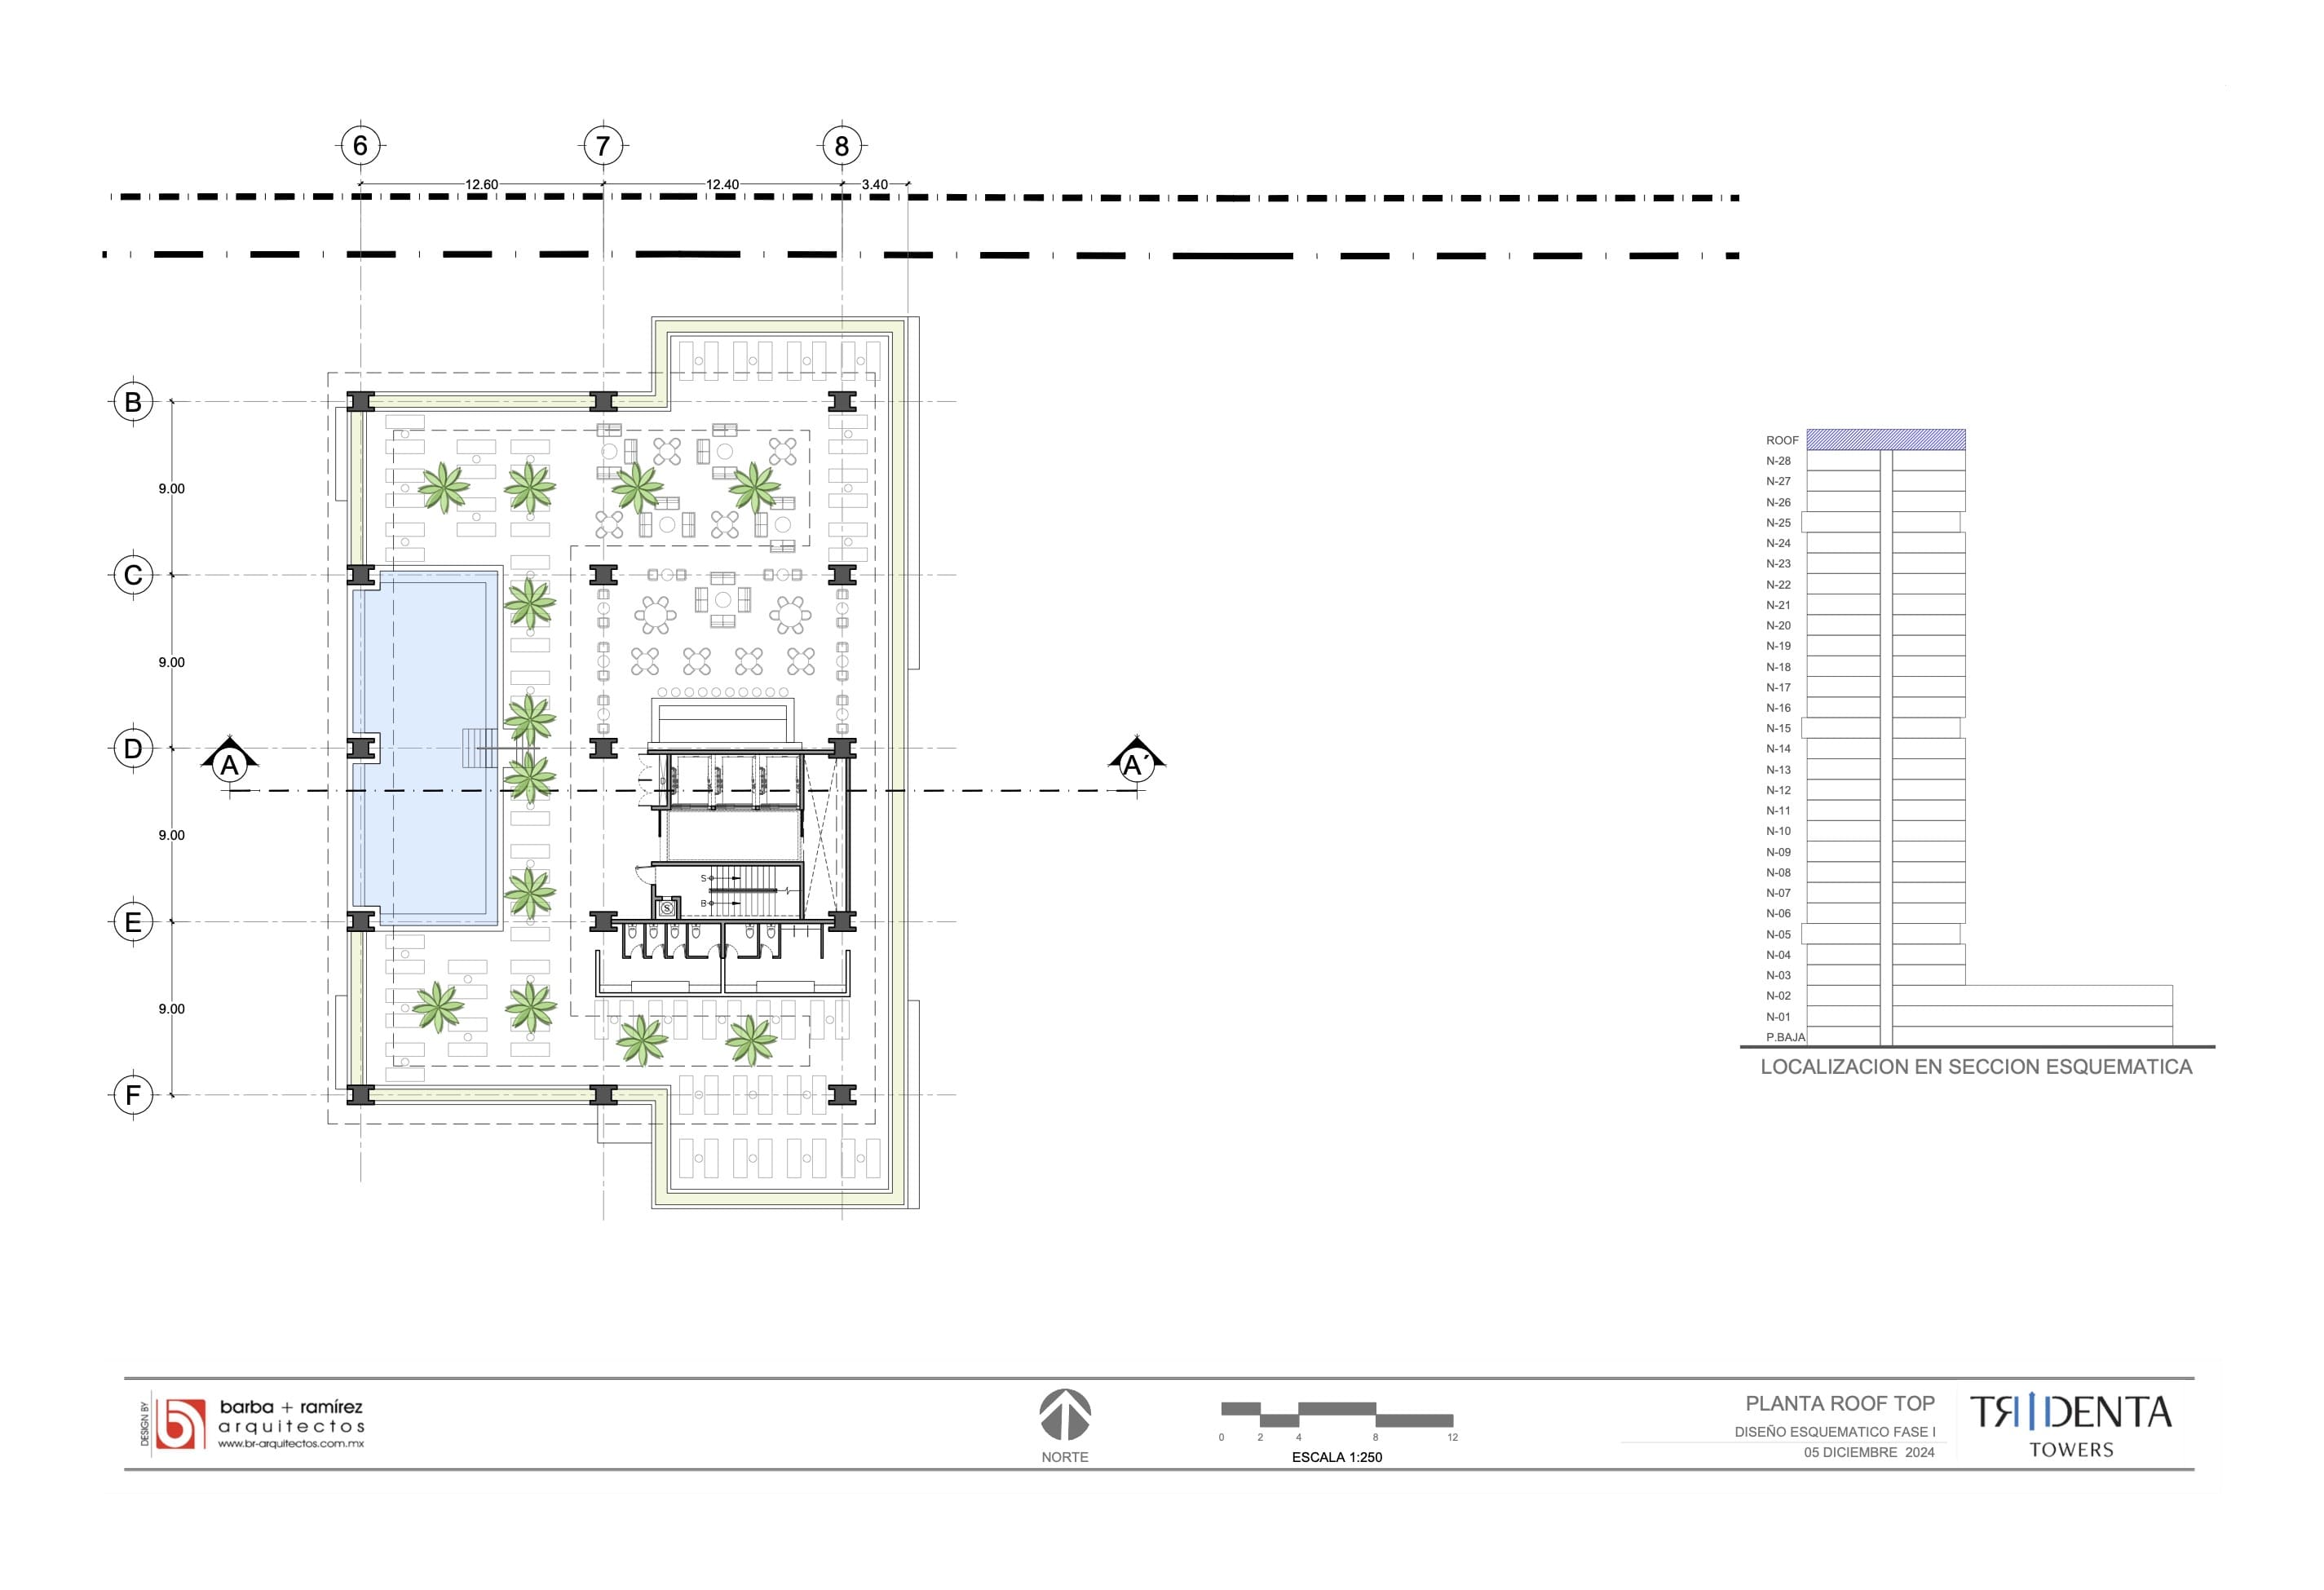 6
7
8
12.60
12.40
3.40
B
9.00
C
9.00
D
A
A´
9.00
S
B
E
S
9.00
F
ROOF
N-28
N-27
N-26
N-25
N-24
N-23
N-22
N-21
N-20
N-19
N-18
N-17
N-16
N-15
N-14
N-13
N-12
N-11
N-10
N-09
N-08
N-07
N-06
N-05
N-04
N-03
N-02
N-01
P.BAJA
LOCALIZACION EN SECCION ESQUEMATICA
DESIGN BY
barba + ramírez
arquitectos
www.br-arquitectos.com.mx
NORTE
0 2 4 8 12
ESCALA 1:250
PLANTA ROOF TOP
DISEÑO ESQUEMATICO FASE I
05 DICIEMBRE 2024
TRIDENTA
TOWERS